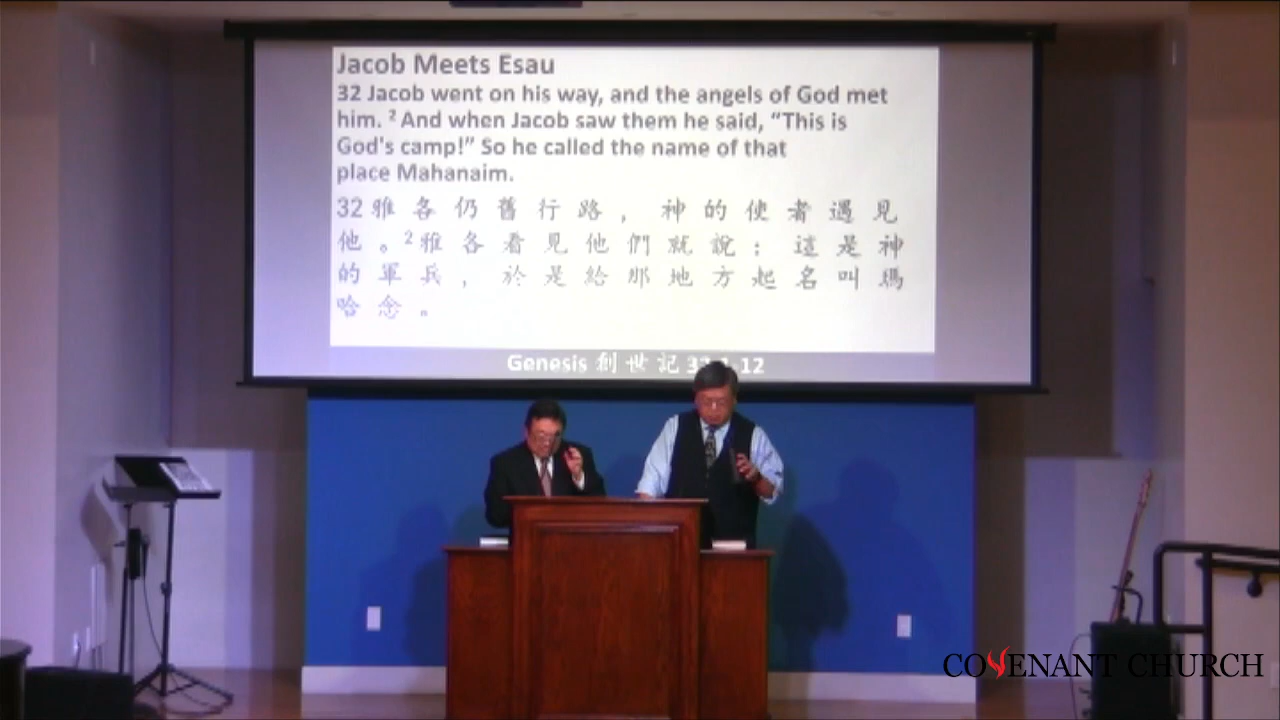 Jacob Meets Esau
32 Jacob went on his way, and the angels of God met
him. ² And when Jacob saw them he said, “This is
God's camp!” So he called the name of that
place Mahanaim.
32 雅各仍舊行路，神的使者遇見
他。²雅各看見他們就說：這是神
的軍兵，於是給那地方起名叫瑪
哈念。
Genesis 創世記
COVENANT CHURCH